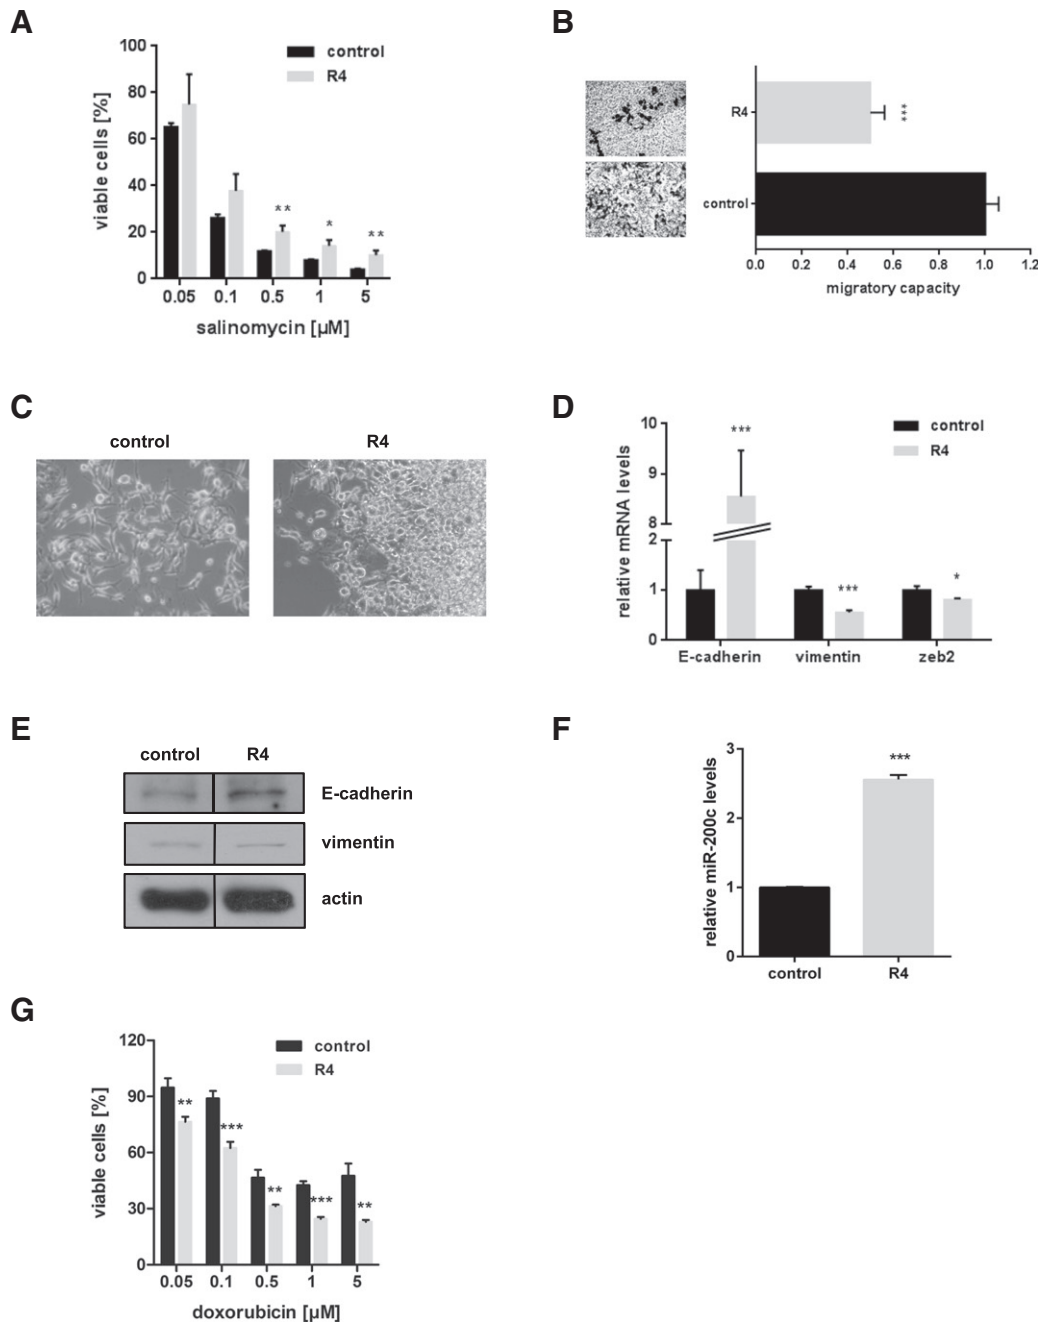 A
100
80
60
40
20
0
viable cells [%]
control
R4
** * **
0.05 0.1 0.5 1 5
salinomycin [µM]
B
R4
***
control
0.0 0.2 0.4 0.6 0.8 1.0 1.2
migratory capacity
C
control R4
D
10
9
8
2
1
0
relative mRNA levels
control
R4
***
***
*
E-cadherin vimentin zeb2
E
control R4
E-cadherin
vimentin
actin
F
3
2
1
0
relative miR-200c levels
***
control R4
G
120
90
60
30
0
viable cells [%]
control
R4
** *** ** *** **
0.05 0.1 0.5 1 5
doxorubicin [µM]